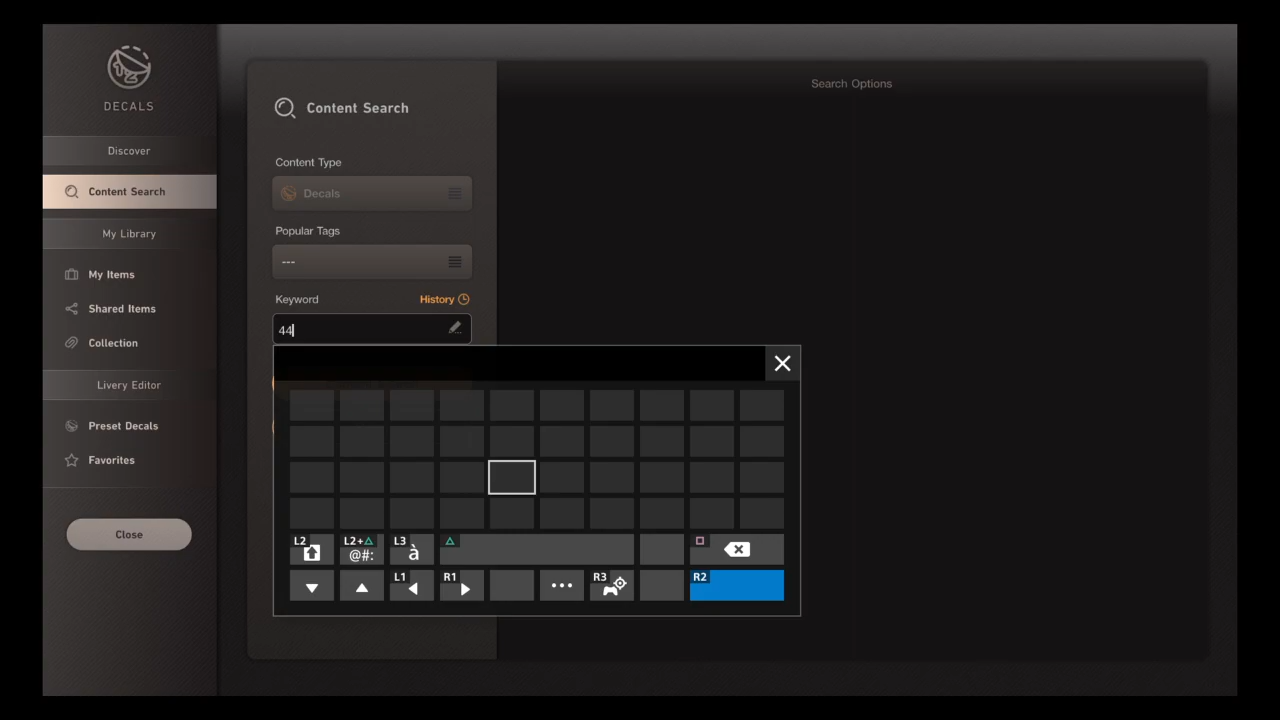 DECALS
Discover
Content Search
My Library
My Items
Shared Items
Collection
Livery Editor
Preset Decals
Favorites
Close
Content Search
Content Type
Decals
Popular Tags
---
Keyword
History
44
Search Options
L2
L2+△
@#:
L3
à
△
□
L1
R1
...
R3
R2